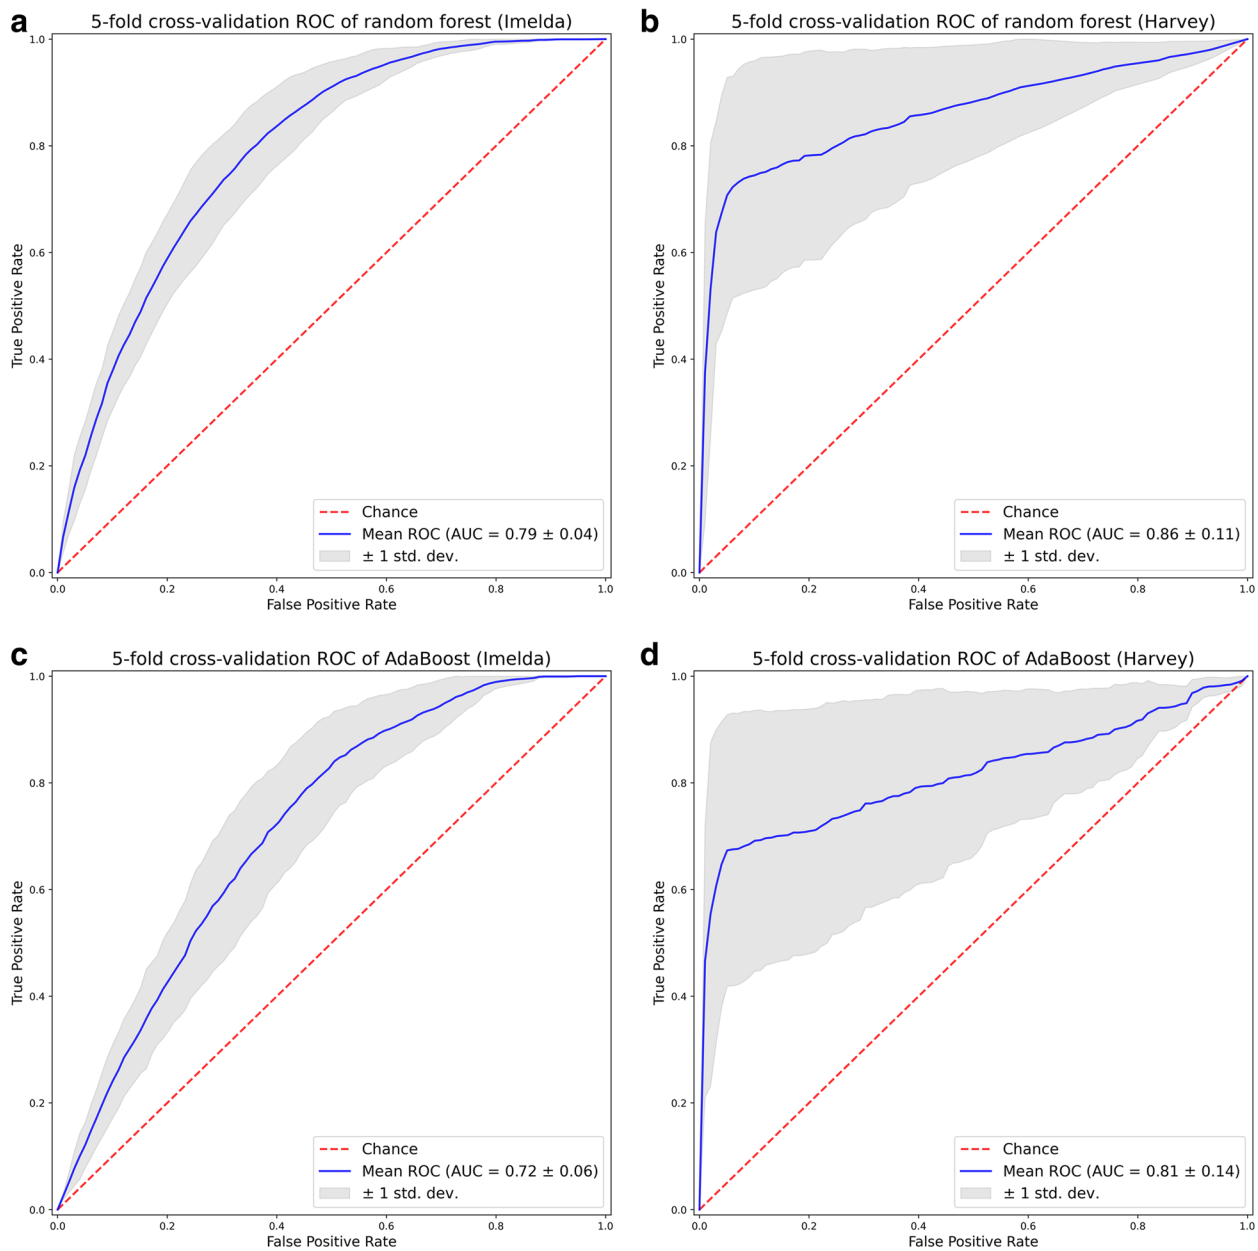 a
5-fold cross-validation ROC of random forest (Imelda)
1.0
0.8
0.6
0.4
0.2
0.0
True Positive Rate
0.0 0.2 0.4 0.6 0.8 1.0
False Positive Rate
Chance
Mean ROC (AUC = 0.79 ± 0.04)
± 1 std. dev.
b
5-fold cross-validation ROC of random forest (Harvey)
1.0
0.8
0.6
0.4
0.2
0.0
True Positive Rate
0.0 0.2 0.4 0.6 0.8 1.0
False Positive Rate
Chance
Mean ROC (AUC = 0.86 ± 0.11)
± 1 std. dev.
c
5-fold cross-validation ROC of AdaBoost (Imelda)
1.0
0.8
0.6
0.4
0.2
0.0
True Positive Rate
0.0 0.2 0.4 0.6 0.8 1.0
False Positive Rate
Chance
Mean ROC (AUC = 0.72 ± 0.06)
± 1 std. dev.
d
5-fold cross-validation ROC of AdaBoost (Harvey)
1.0
0.8
0.6
0.4
0.2
0.0
True Positive Rate
0.0 0.2 0.4 0.6 0.8 1.0
False Positive Rate
Chance
Mean ROC (AUC = 0.81 ± 0.14)
± 1 std. dev.